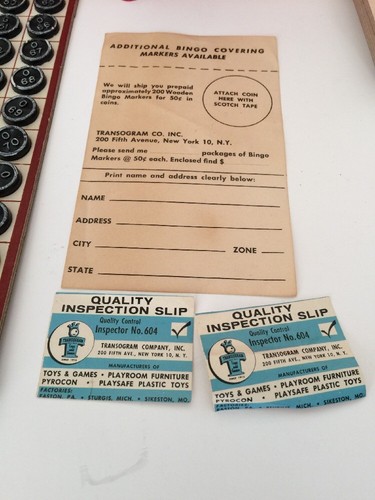 ADDITIONAL BINGO COVERING
MARKERS AVAILABLE
We will ship you prepaid
approximately 200 Wooden
Bingo Markers for 50¢ in
coins.
ATTACH COIN
HERE WITH
SCOTCH TAPE
TRANSOGRAM CO. INC.
200 Fifth Avenue, New York 10, N.Y.
Please send me packages of Bingo
Markers @ 50¢ each. Enclosed find $
Print name and address clearly below:
NAME
ADDRESS
CITY ZONE
STATE
QUALITY
INSPECTION SLIP
Quality Control
Inspector No. 604
TRANSOGRAM COMPANY, INC.
200 FIFTH AVE., NEW YORK 10, N. Y.
MANUFACTURERS OF
TOYS & GAMES • PLAYROOM FURNITURE
PYROCON • PLAYSAFE PLASTIC TOYS
FACTORIES:
EASTON, PA. • STURGIS, MICH. • SIKESTON, MO.
QUALITY
INSPECTION SLIP
Quality Control
Inspector No. 604
TRANSOGRAM COMPANY, INC.
200 FIFTH AVE., NEW YORK 10, N. Y.
MANUFACTURERS OF
TOYS & GAMES • PLAYROOM FURNITURE
PYROCON • PLAYSAFE PLASTIC TOYS
EASTON, PA. • STURGIS, MICH. • SIKESTON, MO.